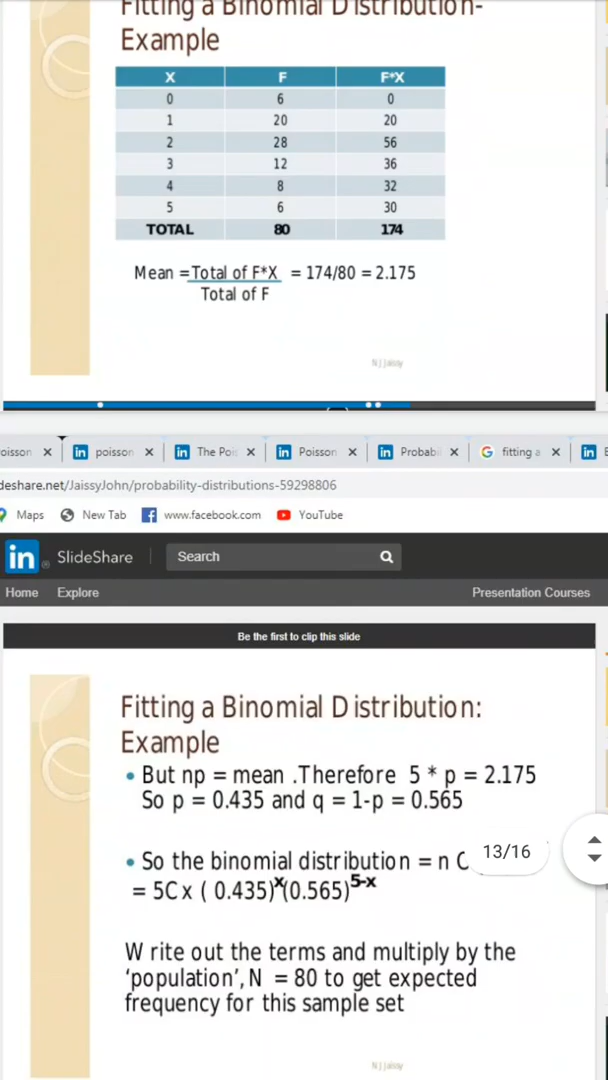 Fitting a Binomial Distribution-
Example
X F F*X
0 6 0
1 20 20
2 28 56
3 12 36
4 8 32
5 6 30
TOTAL 80 174
Mean = Total of F*X = 174/80 = 2.175
Total of F
N J Jaissy
oisson × poisson × The Poi × Poisson × Probabi × fitting a ×
deshare.net/JaissyJohn/probability-distributions-59298806
Maps New Tab www.facebook.com YouTube
in SlideShare Search
Home Explore Presentation Courses
Be the first to clip this slide
Fitting a Binomial Distribution:
Example
• But np = mean .Therefore 5 * p = 2.175
So p = 0.435 and q = 1-p = 0.565
13/16
• So the binomial distribution = n C
= 5Cx ( 0.435)^x(0.565)^5-x
Write out the terms and multiply by the
‘population’, N = 80 to get expected
frequency for this sample set
N J Jaissy